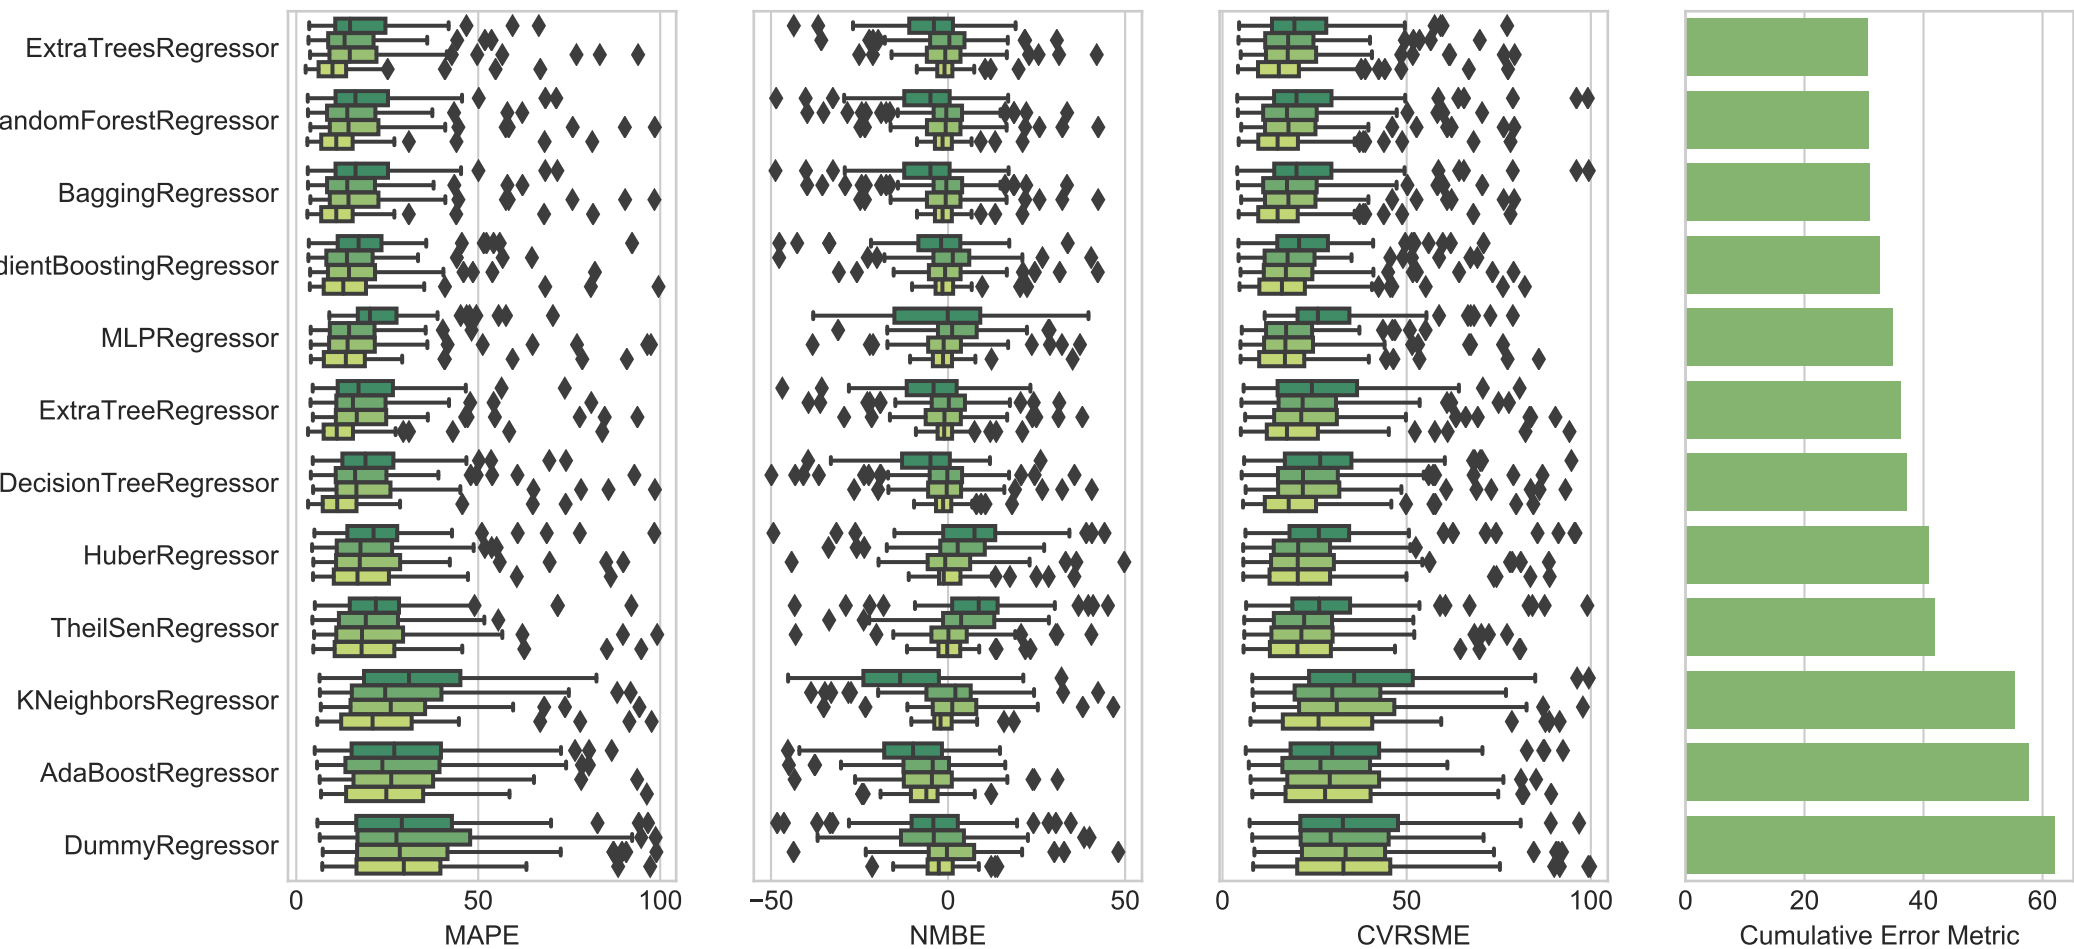 ExtraTreesRegressor
andomForestRegressor
BaggingRegressor
dientBoostingRegressor
MLPRegressor
ExtraTreeRegressor
DecisionTreeRegressor
HuberRegressor
TheilSenRegressor
KNeighborsRegressor
AdaBoostRegressor
DummyRegressor
0 50 100
MAPE
−50 0 50
NMBE
0 50 100
CVRSME
0 20 40 60
Cumulative Error Metric